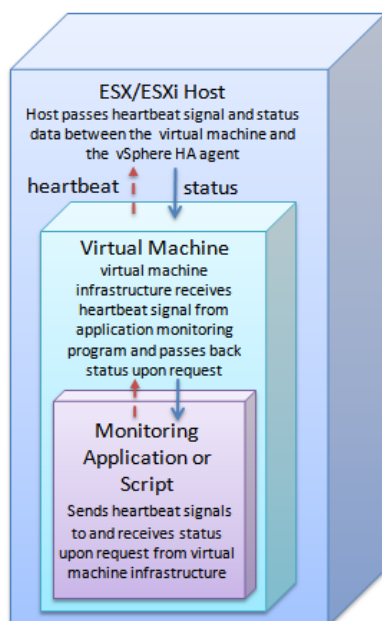 ESX/ESXi Host
Host passes heartbeat signal and status
data between the virtual machine and
the vSphere HA agent
heartbeat status
Virtual Machine
virtual machine
infrastructure receives
heartbeat signal from
application monitoring
program and passes back
status upon request
Monitoring
Application or
Script
Sends heartbeat signals
to and receives status
upon request from virtual
machine infrastructure